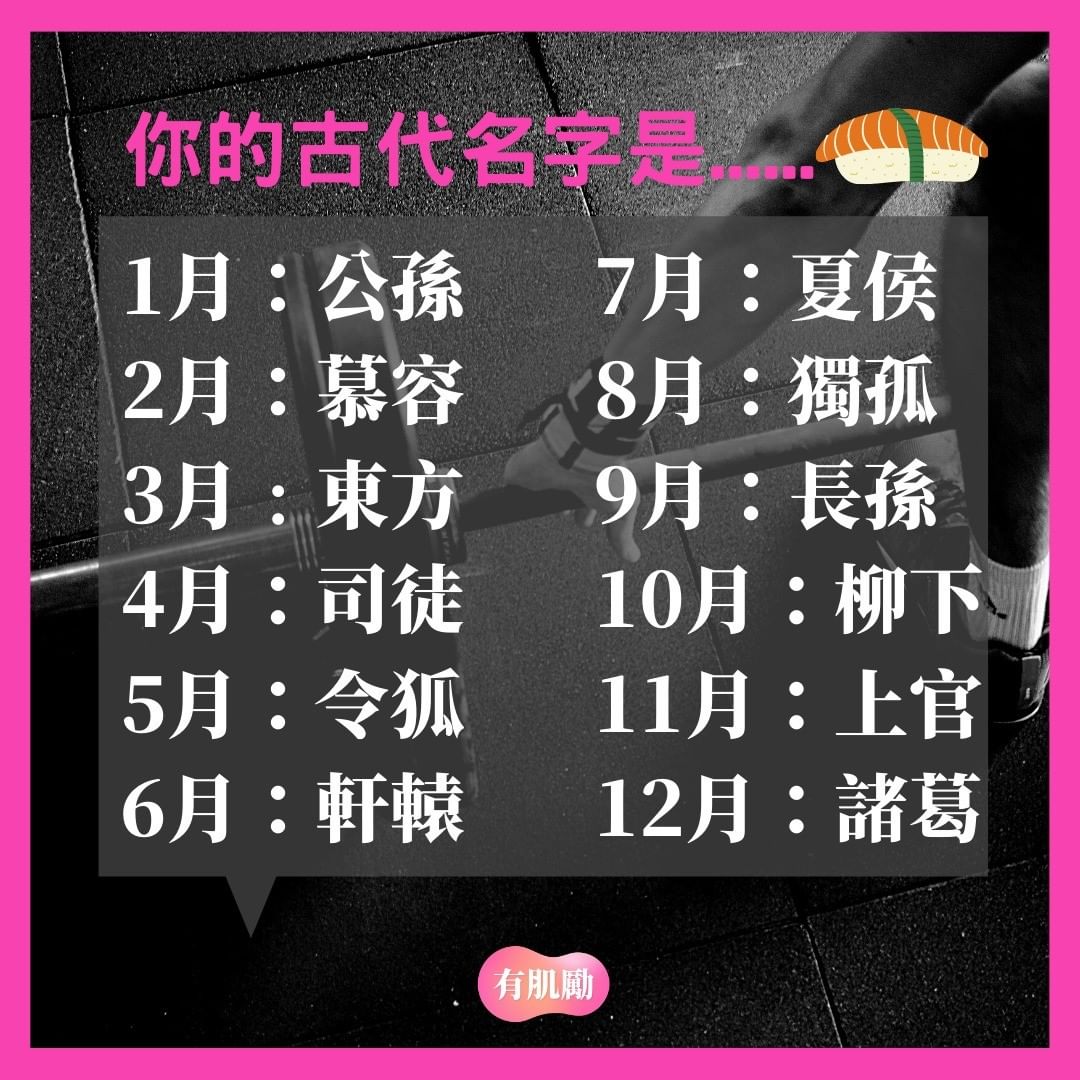 你的古代名字是......
1月：公孫
2月：慕容
3月：東方
4月：司徒
5月：令狐
6月：軒轅
7月：夏侯
8月：獨孤
9月：長孫
10月：柳下
11月：上官
12月：諸葛
有肌勵